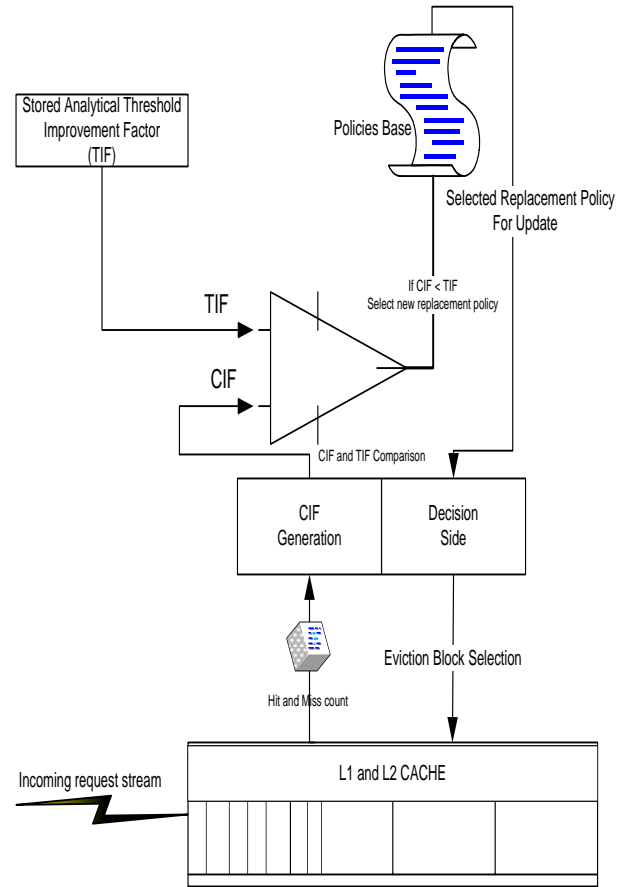 Stored Analytical Threshold
Improvement Factor
(TIF)
Policies Base
Selected Replacement Policy
For Update
If CIF < TIF
Select new replacement policy
TIF
CIF
CIF and TIF Comparison
CIF
Generation
Decision
Side
Eviction Block Selection
Hit and Miss count
L1 and L2 CACHE
Incoming request stream